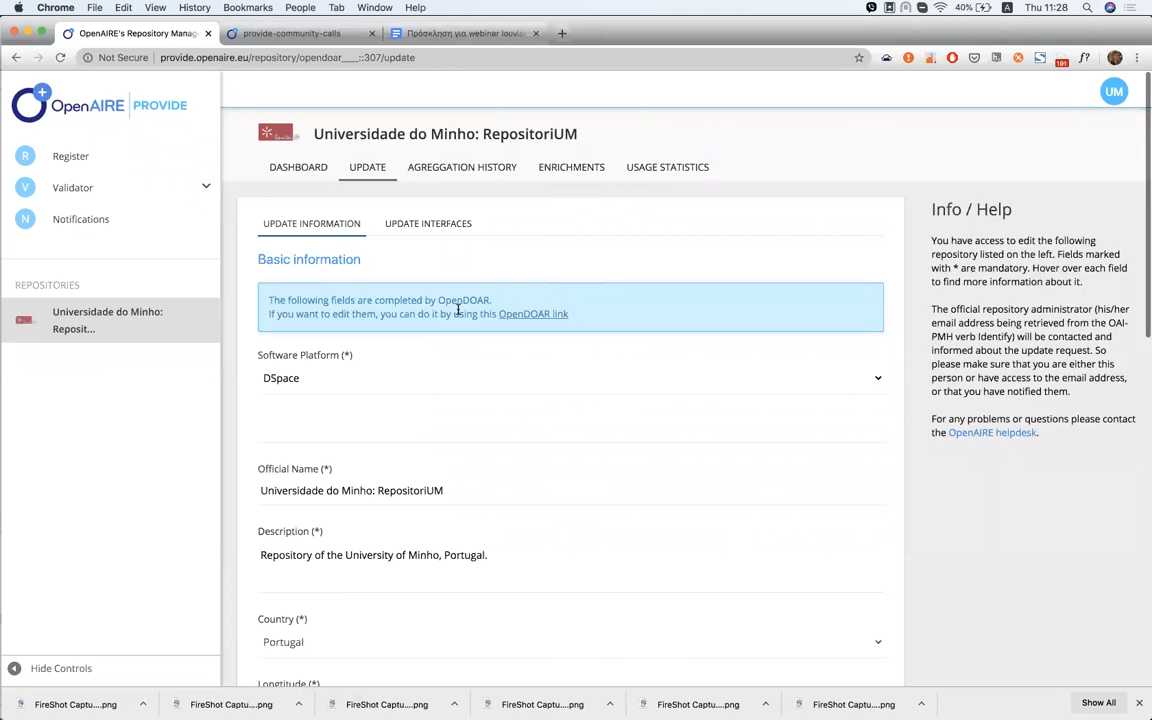 Chrome File Edit View History Bookmarks People Tab Window Help
40% A Thu 11:28
OpenAIRE's Repository Manag
provide-community-calls
Πρόσκληση για webinar Ιουνίο
Not Secure provide.openaire.eu/repository/opendoar____::307/update
191 f?
OpenAIRE PROVIDE
UM
R Register
V Validator
N Notifications
REPOSITORIES
Universidade do Minho:
Reposit...
Hide Controls
Universidade do Minho: RepositoriUM
DASHBOARD UPDATE AGREGGATION HISTORY ENRICHMENTS USAGE STATISTICS
UPDATE INFORMATION UPDATE INTERFACES
Basic information
The following fields are completed by OpenDOAR.
If you want to edit them, you can do it by using this OpenDOAR link
Software Platform (*)
DSpace
Official Name (*)
Universidade do Minho: RepositoriUM
Description (*)
Repository of the University of Minho, Portugal.
Country (*)
Portugal
Longtitude (*)
Info / Help
You have access to edit the following
repository listed on the left. Fields marked
with * are mandatory. Hover over each field
to find more information about it.
The official repository administrator (his/her
email address being retrieved from the OAI-
PMH verb Identify) will be contacted and
informed about the update request. So
please make sure that you are either this
person or have access to the email address,
or that you have notified them.
For any problems or questions please contact
the OpenAIRE helpdesk.
FireShot Captu....png
FireShot Captu....png
FireShot Captu....png
FireShot Captu....png
FireShot Captu....png
FireShot Captu....png
Show All